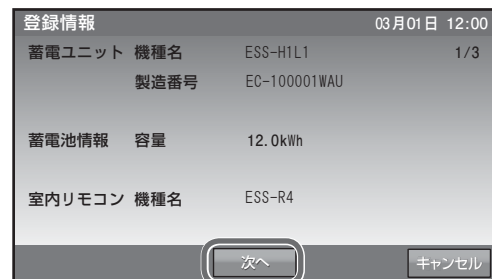 登録情報 03月01日 12:00
蓄電ユニット 機種名 ESS-H1L1 1/3
製造番号 EC-100001WAU
蓄電池情報 容量 12.0kWh
室内リモコン 機種名 ESS-R4
次へ キャンセル